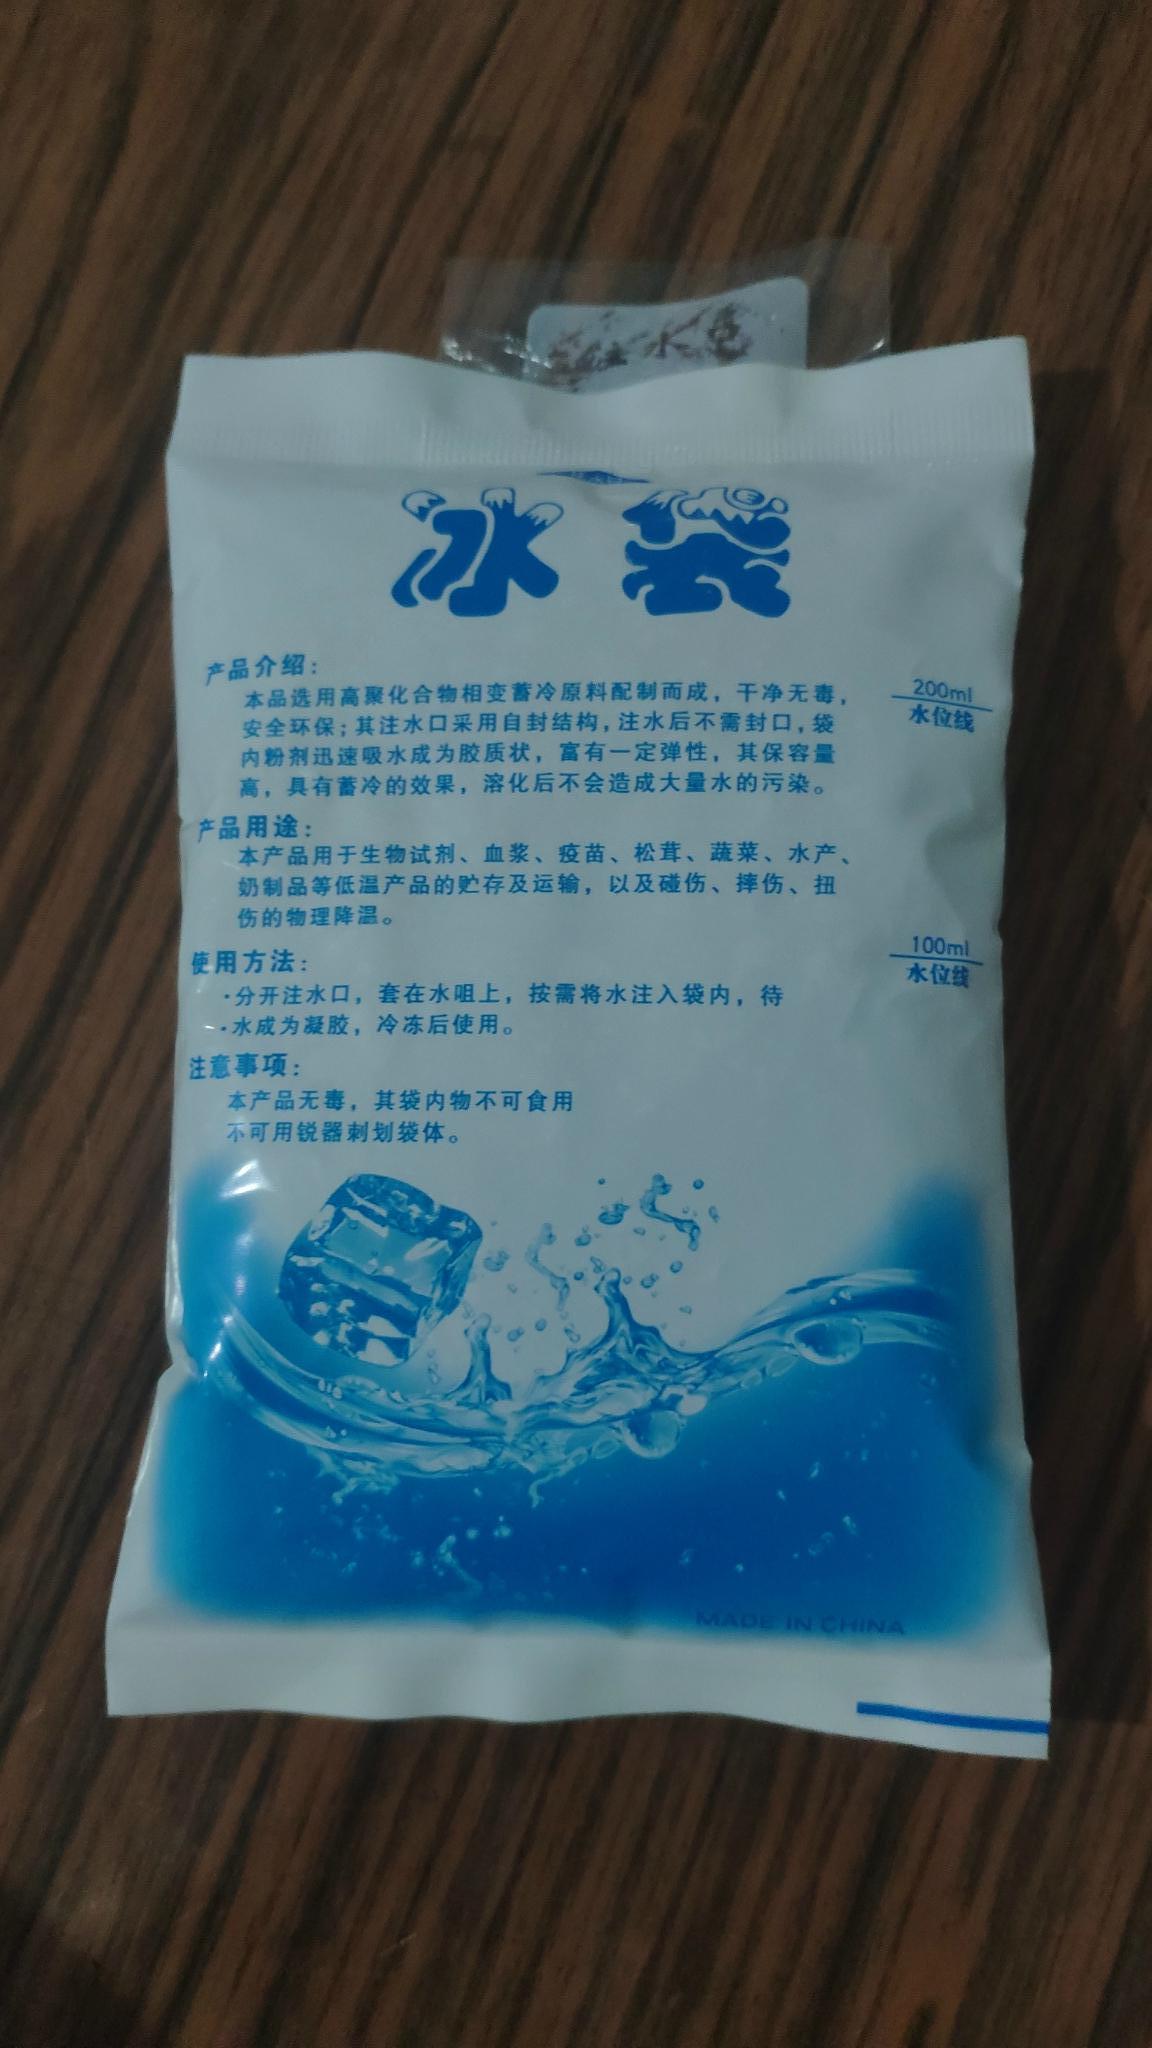 冰袋
产品介绍：
本品选用高聚化合物相变蓄冷原料配制而成，干净无毒，
安全环保；其注水口采用自封结构，注水后不需封口，袋
内粉剂迅速吸水成为胶质状，富有一定弹性，其保容量
高，具有蓄冷的效果，溶化后不会造成大量水的污染。
200ml
水位线
产品用途：
本产品用于生物试剂、血浆、疫苗、松茸、蔬菜、水产、
奶制品等低温产品的贮存及运输，以及碰伤、摔伤、扭
伤的物理降温。
100ml
水位线
使用方法：
·分开注水口，套在水咀上，按需将水注入袋内，待
·水成为凝胶，冷冻后使用。
注意事项：
本产品无毒，其袋内物不可食用
不可用锐器刺划袋体。
MADE IN CHINA